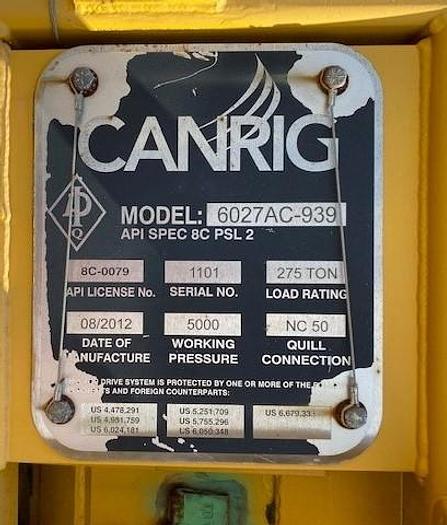 CANRIG
MODEL: 6027AC-939
API SPEC 8C PSL 2
8C-0079 1101 275 TON
API LICENSE No. SERIAL NO. LOAD RATING
08/2012 5000 NC 50
DATE OF WORKING QUILL
ANUFACTURE PRESSURE CONNECTION
DRIVE SYSTEM IS PROTECTED BY ONE OR MORE OF THE
AND FOREIGN COUNTERPARTS:
US 4,478,291 US 5,251,709 US 6,679,333
US 4,951,759 US 5,755,296
US 6,024,181 US 6,050,348